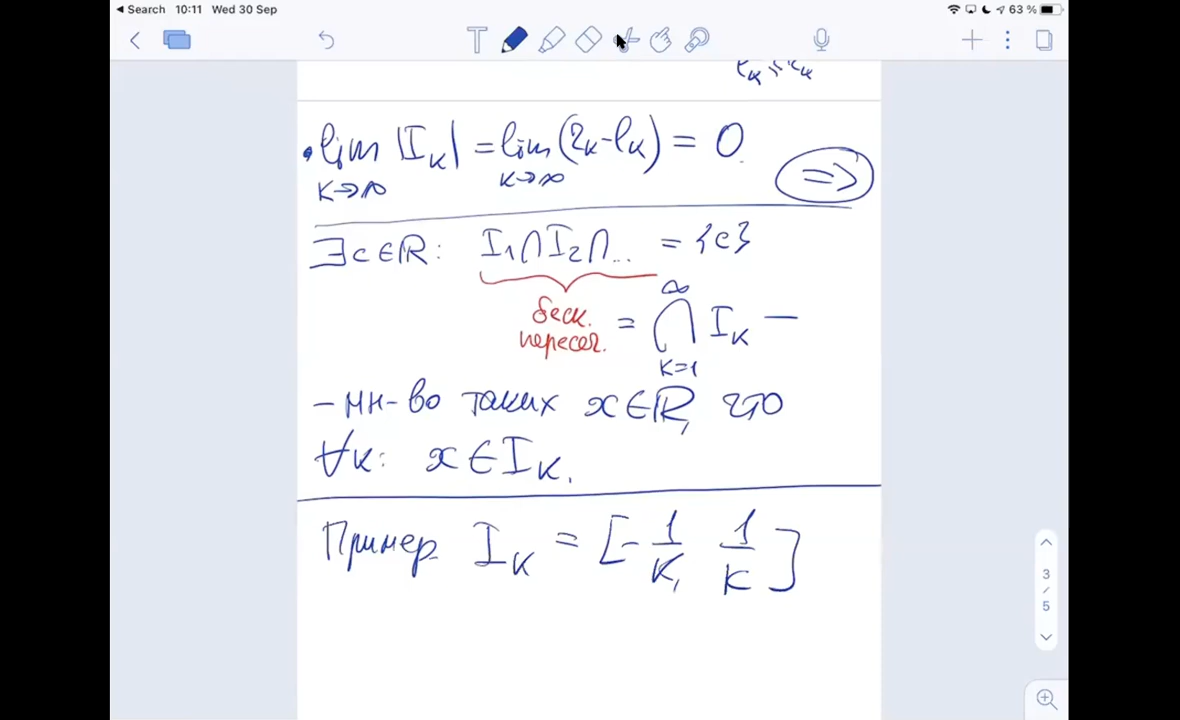 Search 10:11 Wed 30 Sep 63 %
T
lim |I_K| = lim (r_K - l_K) = 0 =>
K→∞ K→∞
∃c∈ℝ: I₁∩I₂∩... = {c}
беск. пересеч. = ⋂_{K=1}^{∞} I_K —
– мн-во таких x∈ℝ, что
∀K: x∈I_K.
Пример I_K = [-1/K, 1/K]
3
/
5